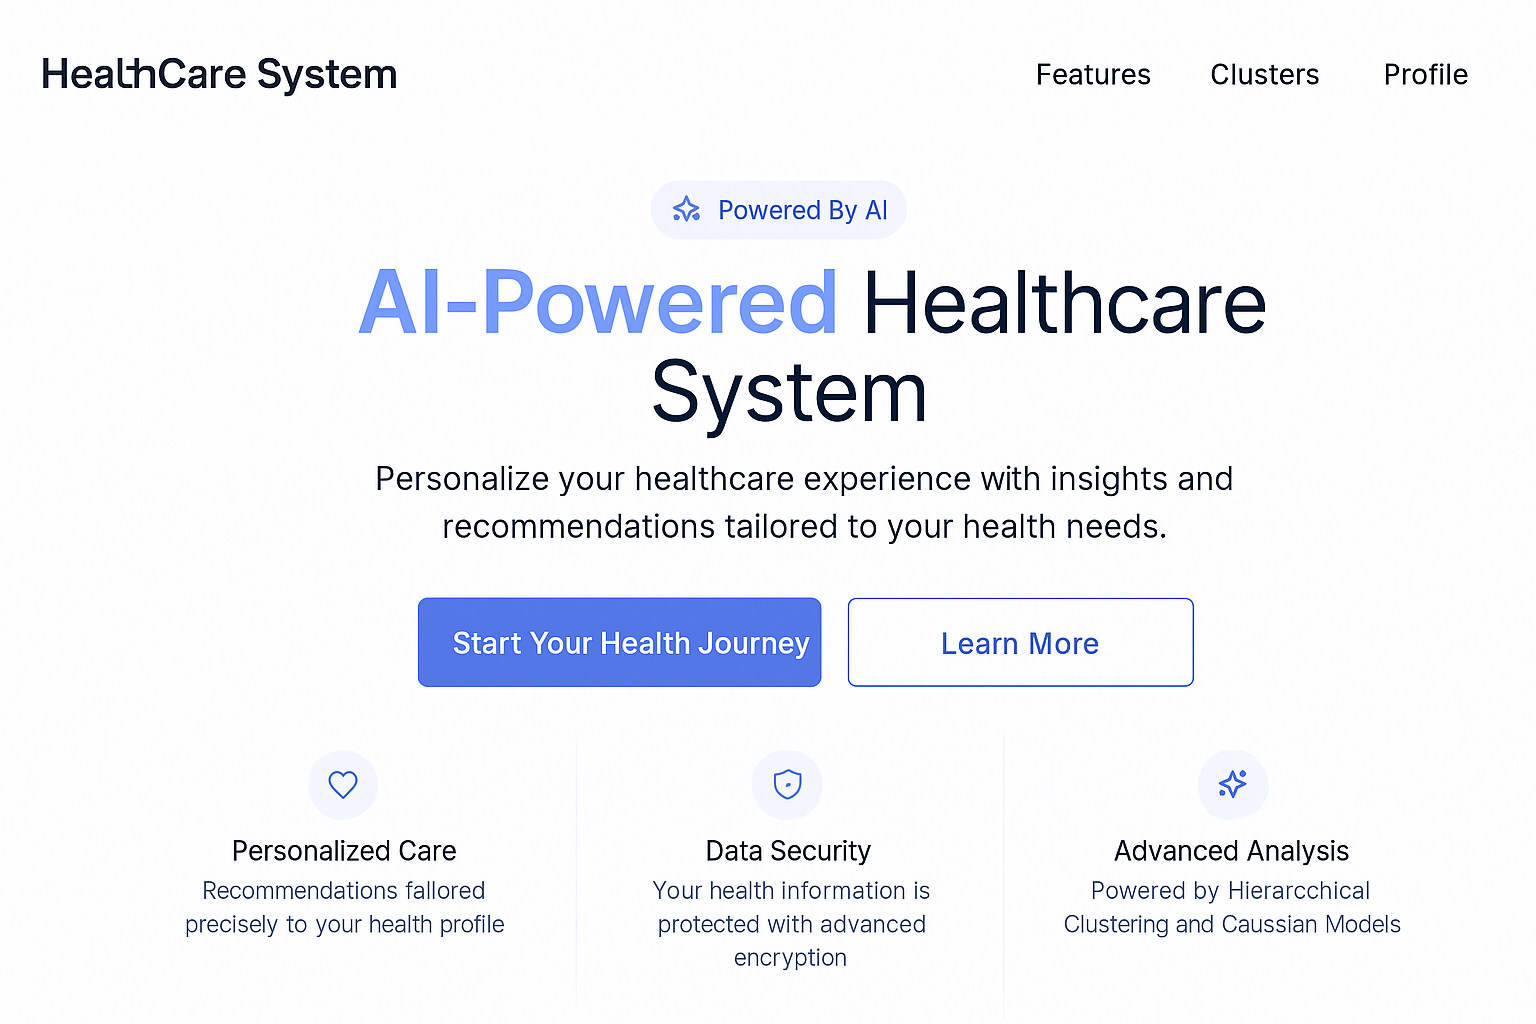 HealthCare System
Features Clusters Profile
Powered By AI
AI-Powered Healthcare
System
Personalize your healthcare experience with insights and
recommendations tailored to your health needs.
Start Your Health Journey
Learn More
Personalized Care
Recommendations fallored
precisely to your health profile
Data Security
Your health information is
protected with advanced
encryption
Advanced Analysis
Powered by Hierarcchical
Clustering and Caussian Models